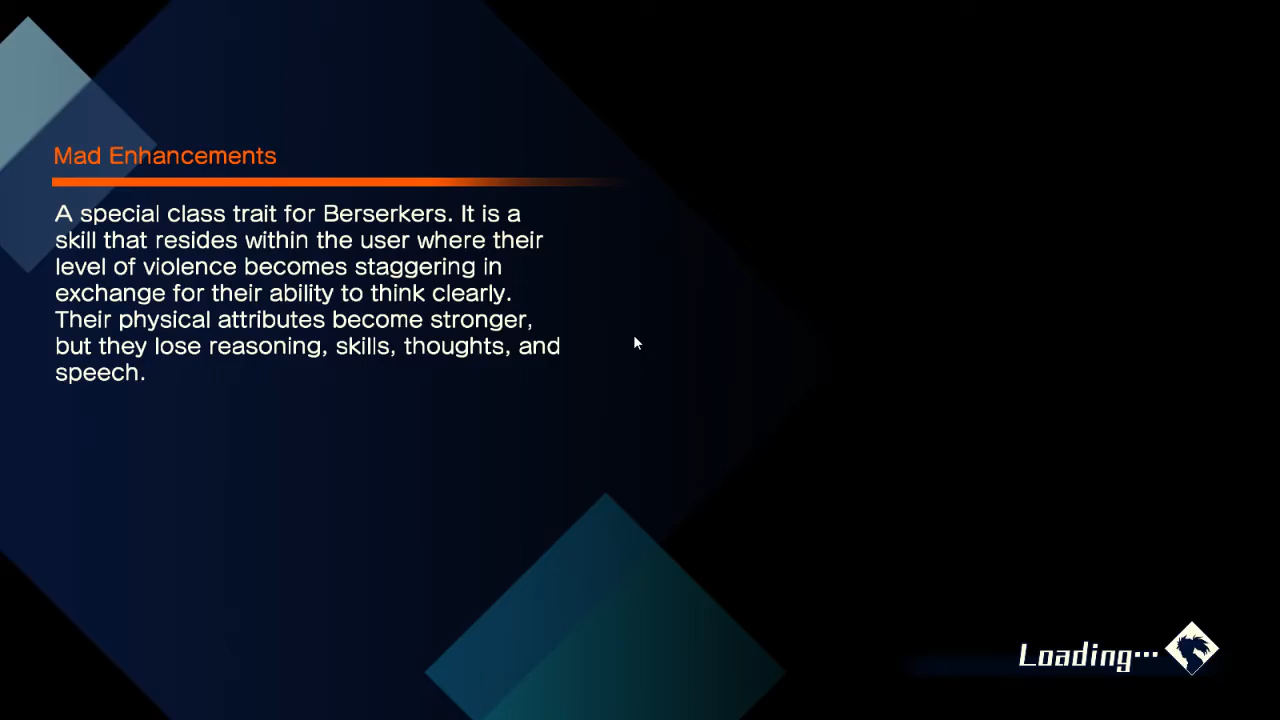 Mad Enhancements
A special class trait for Berserkers. It is a
skill that resides within the user where their
level of violence becomes staggering in
exchange for their ability to think clearly.
Their physical attributes become stronger,
but they lose reasoning, skills, thoughts, and
speech.
Loading...